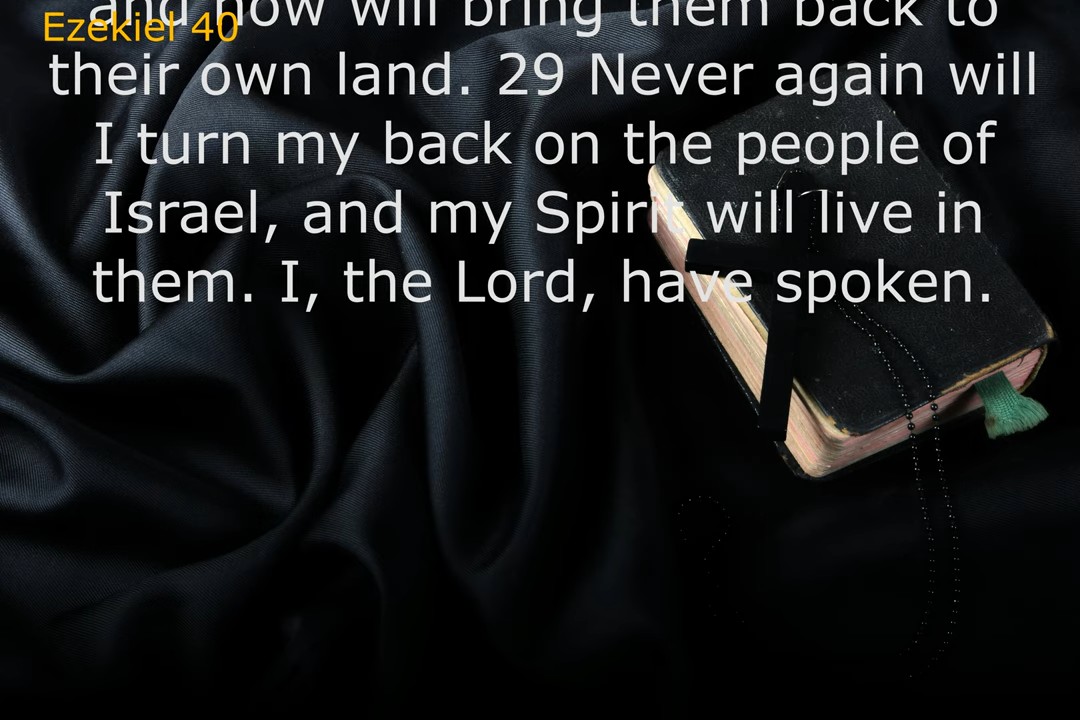 and now will bring them back to
Ezekiel 40
their own land. 29 Never again will
I turn my back on the people of
Israel, and my Spirit will live in
them. I, the Lord, have spoken.